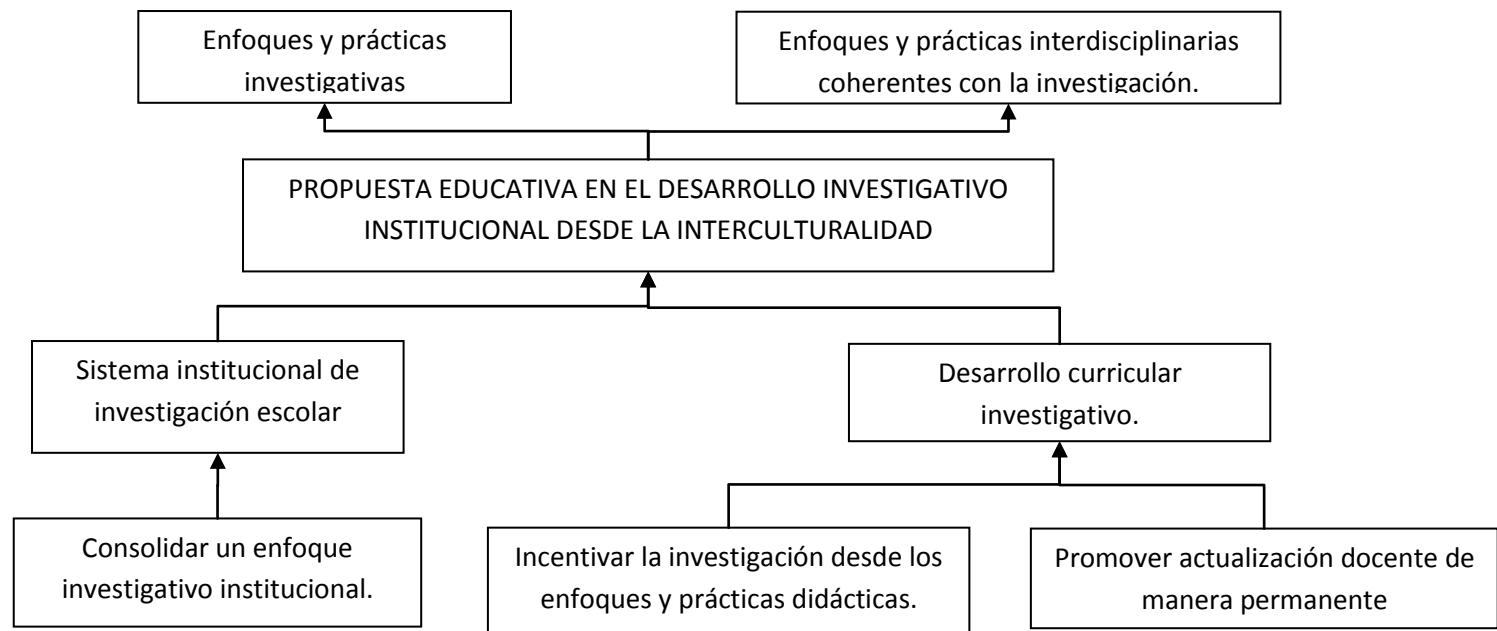 Enfoques y prácticas
investigativas
Enfoques y prácticas interdisciplinarias
coherentes con la investigación.
PROPUESTA EDUCATIVA EN EL DESARROLLO INVESTIGATIVO
INSTITUCIONAL DESDE LA INTERCULTURALIDAD
Sistema institucional de
investigación escolar
Desarrollo curricular
investigativo.
Consolidar un enfoque
investigativo institucional.
Incentivar la investigación desde los
enfoques y prácticas didácticas.
Promover actualización docente de
manera permanente